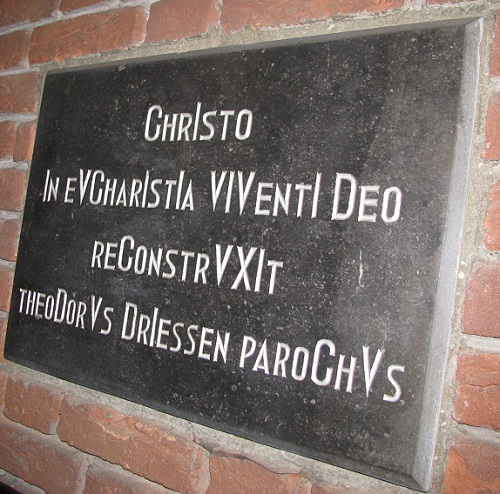 ChrIsto
In eVCharIstIa VIVentI Deo
reConstrVXIt
theoDorVs DrIessen paroChVs